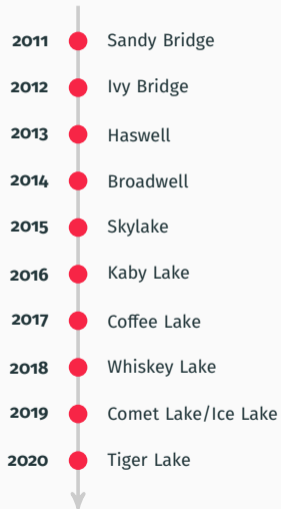 2011 Sandy Bridge
2012 Ivy Bridge
2013 Haswell
2014 Broadwell
2015 Skylake
2016 Kaby Lake
2017 Coffee Lake
2018 Whiskey Lake
2019 Comet Lake/Ice Lake
2020 Tiger Lake